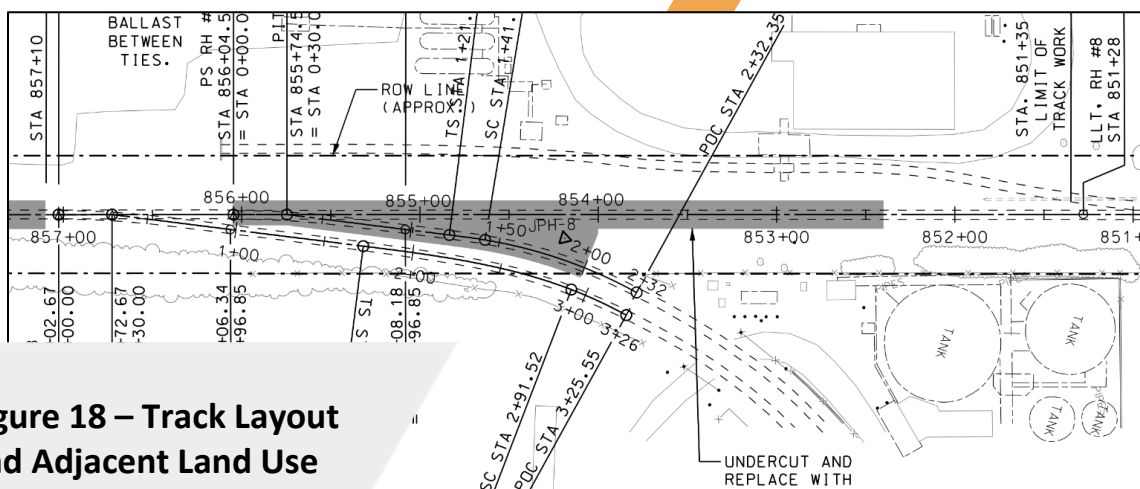 BALLAST
BETWEEN
TIES.
STA 857+10
PS RH #
STA 856+04.5
= STA 0+00.0
PIT
STA 855+74.5
= STA 0+30.0
ROW LINE
(APPROX.)
TS STA 1+21.
SC STA 1+41.
POC STA 2+32.35
STA. 851+35
LIMIT OF
TRACK WORK
LLT. RH #8
STA 851+28
856+00
855+00
854+00
857+00
1+00
1+50
JPH-8
2+00
2+00
2+32
853+00
852+00
851+
02.67
00.00
72.67
30.00
06.34
96.85
TS S
08.18
96.85
3+00
3+26
SC STA 2+91.52
POC STA 3+25.55
PIPES
PIPE
TANK
TANK
TANK
TANK
UNDERCUT AND
REPLACE WITH
gure 18 – Track Layout
nd Adjacent Land Use